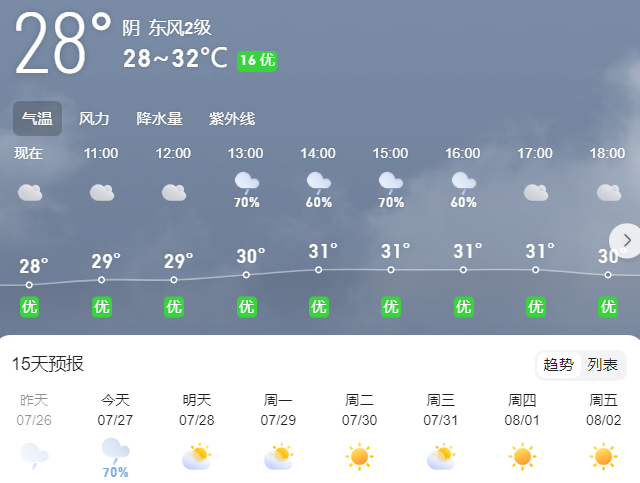 28° 阴 东风2级
28~32°C 16 优
气温 风力 降水量 紫外线
现在 11:00 12:00 13:00 14:00 15:00 16:00 17:00 18:00
70% 60% 70% 60%
28° 29° 29° 30° 31° 31° 31° 31° 30°
优 优 优 优 优 优 优 优 优
15天预报 趋势 列表
昨天 今天 明天 周一 周二 周三 周四 周五
07/26 07/27 07/28 07/29 07/30 07/31 08/01 08/02
70%